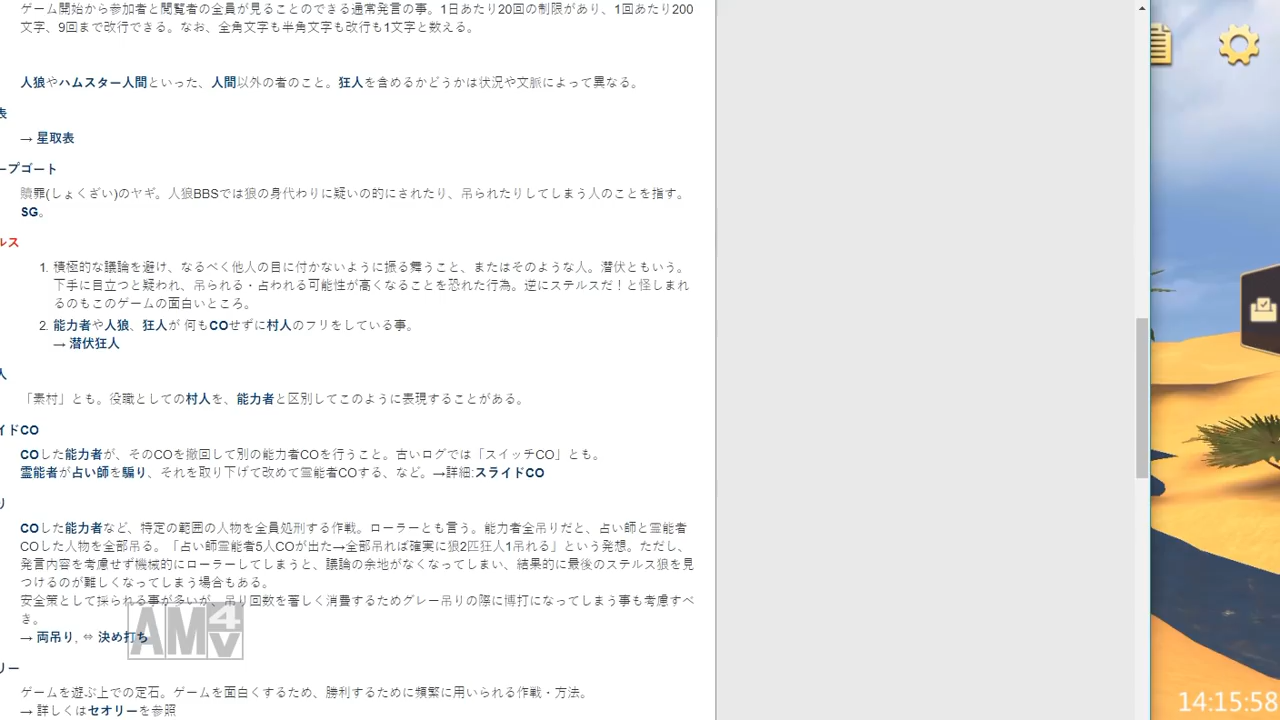 ゲーム開始から参加者と閲覧者の全員が見ることのできる通常発言の事。1日あたり20回の制限があり、1回あたり200
文字、9回まで改行できる。なお、全角文字も半角文字も改行も1文字と数える。
人狼やハムスター人間といった、人間以外の者のこと。狂人を含めるかどうかは状況や文脈によって異なる。
表
→ 星取表
ープゴート
贖罪(しょくざい)のヤギ。人狼BBSでは狼の身代わりに疑いの的にされたり、吊られたりしてしまう人のことを指す。
SG。
ルス
1. 積極的な議論を避け、なるべく他人の目に付かないように振る舞うこと、またはそのような人。潜伏ともいう。
下手に目立つと疑われ、吊られる・占われる可能性が高くなることを恐れた行為。逆にステルスだ！と怪しまれ
るのもこのゲームの面白いところ。
2. 能力者や人狼、狂人が 何もCOせずに村人のフリをしている事。
→ 潜伏狂人
人
「素村」とも。役職としての村人を、能力者と区別してこのように表現することがある。
イドCO
COした能力者が、そのCOを撤回して別の能力者COを行うこと。古いログでは「スイッチCO」とも。
霊能者が占い師を騙り、それを取り下げて改めて霊能者COする、など。→詳細:スライドCO
り
COした能力者など、特定の範囲の人物を全員処刑する作戦。ローラーとも言う。能力者全吊りだと、占い師と霊能者
COした人物を全部吊る。「占い師霊能者5人COが出た→全部吊れば確実に狼2匹狂人1吊れる」という発想。ただし、
発言内容を考慮せず機械的にローラーしてしまうと、議論の余地がなくなってしまい、結果的に最後のステルス狼を見
つけるのが難しくなってしまう場合もある。
安全策として採られる事が多いが、吊り回数を著しく消費するためグレー吊りの際に博打になってしまう事も考慮すべ
き。
→ 両吊り, ⇔ 決め打ち
AM4V
リー
ゲームを遊ぶ上での定石。ゲームを面白くするため、勝利するために頻繁に用いられる作戦・方法。
→ 詳しくはセオリーを参照
14:15:58